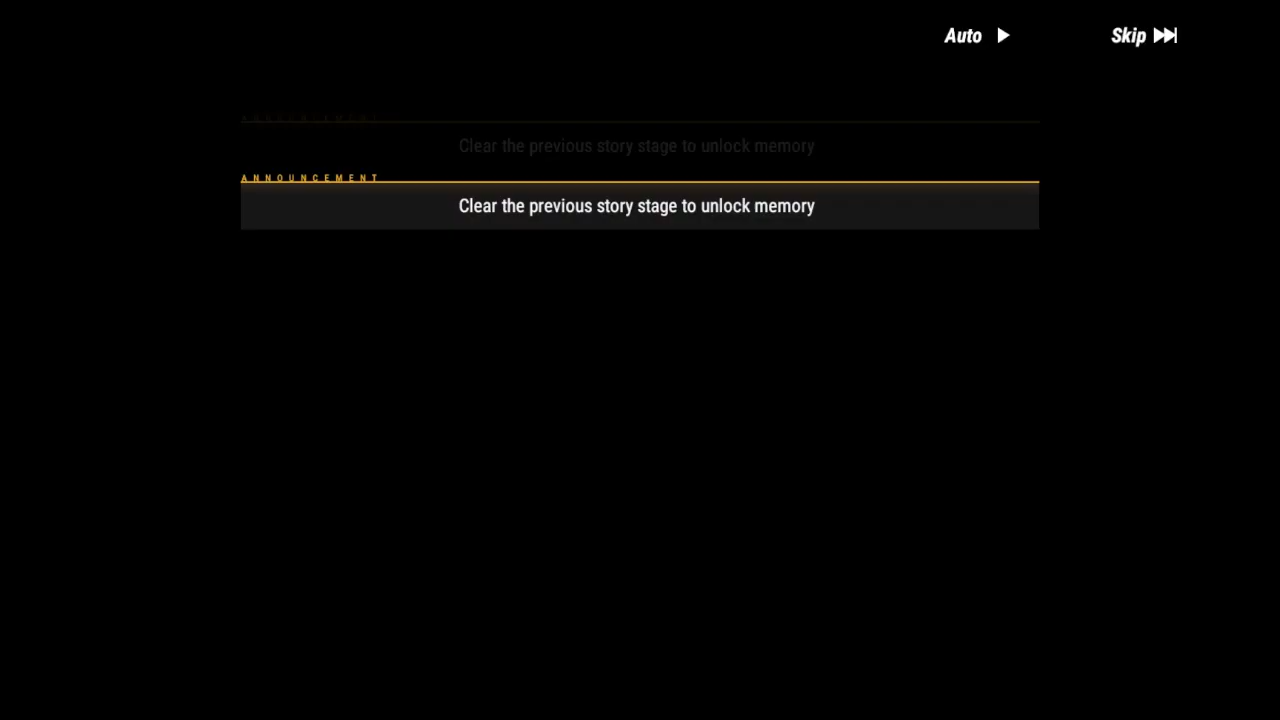 Auto Skip
Clear the previous story stage to unlock memory
ANNOUNCEMENT
Clear the previous story stage to unlock memory